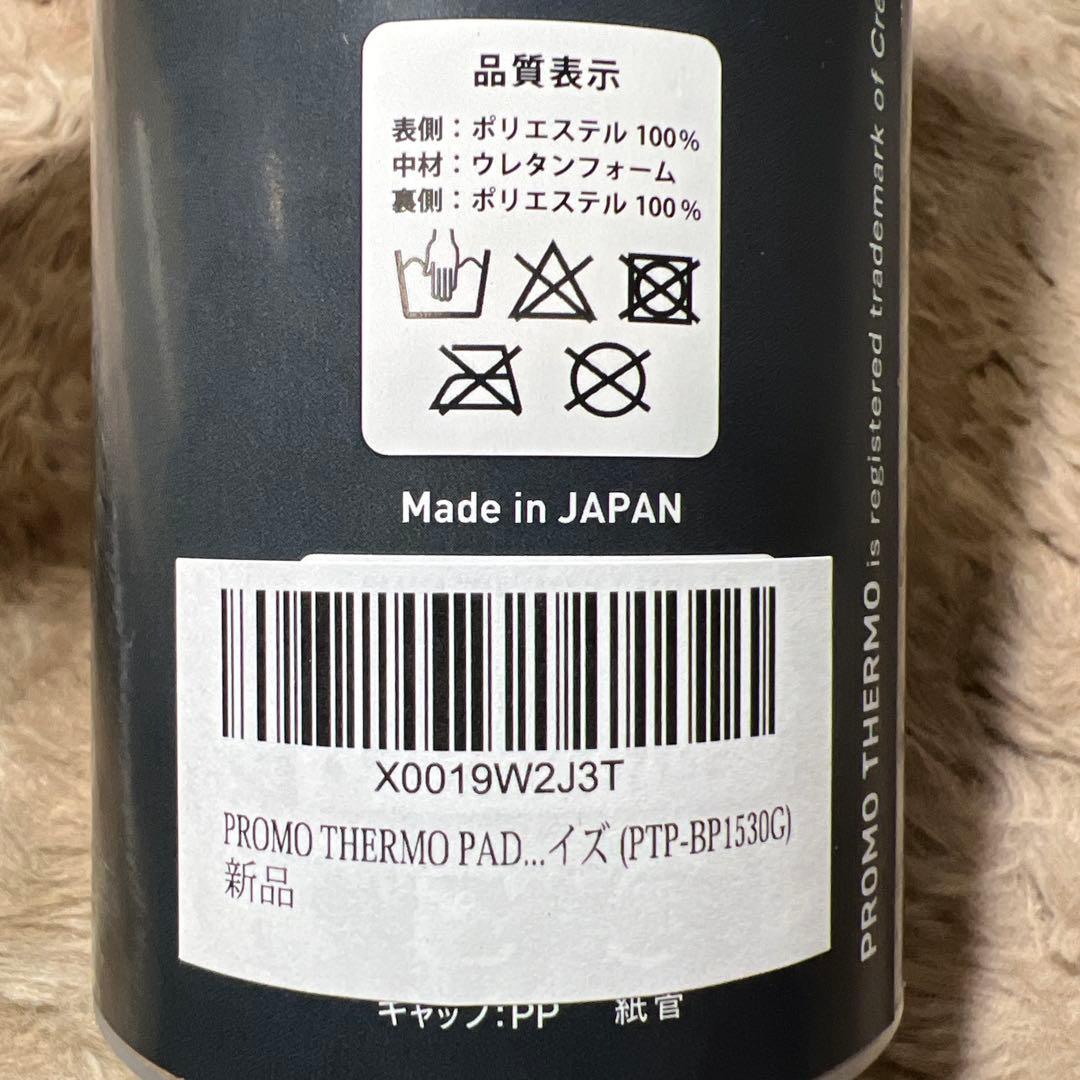 品質表示
表側：ポリエステル 100%
中材：ウレタンフォーム
裏側：ポリエステル 100%
Made in JAPAN
X0019W2J3T
PROMO THERMO PAD...イズ (PTP-BP1530G)
新品
キャップ:PP 紙管
PROMO THERMO is registered trademark of Cre